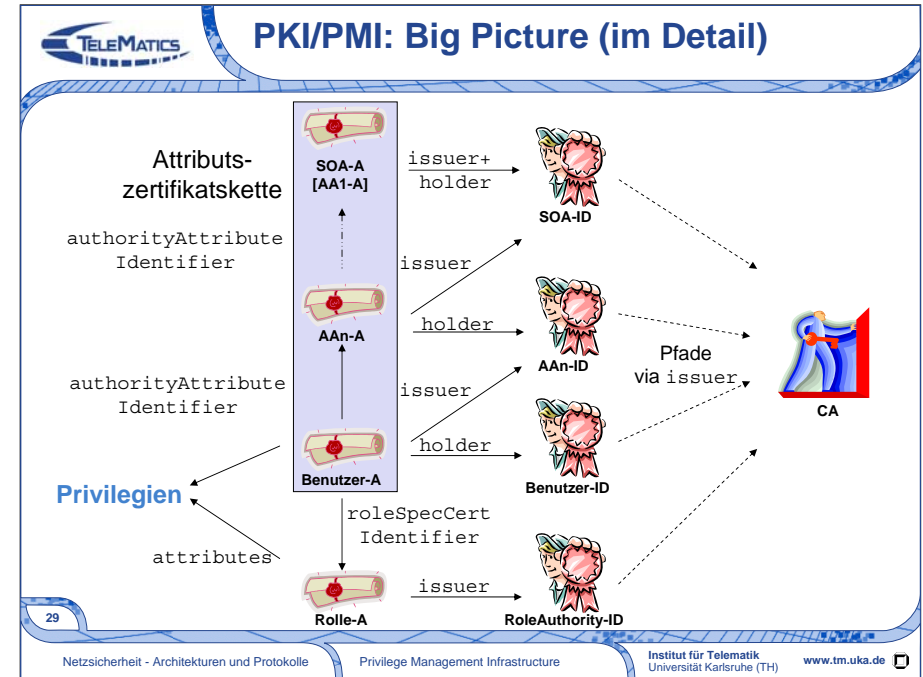 TELEMATICS
PKI/PMI: Big Picture (im Detail)
Attributs-
zertifikatskette
SOA-A
[AA1-A]
issuer+
holder
SOA-ID
authorityAttribute
Identifier
issuer
AAn-A
holder
AAn-ID
Pfade
via issuer
CA
authorityAttribute
Identifier
issuer
Benutzer-A
holder
Benutzer-ID
Privilegien
roleSpecCert
Identifier
attributes
Rolle-A
issuer
RoleAuthority-ID
29
Netzsicherheit - Architekturen und Protokolle
Privilege Management Infrastructure
Institut für Telematik
Universität Karlsruhe (TH)
www.tm.uka.de